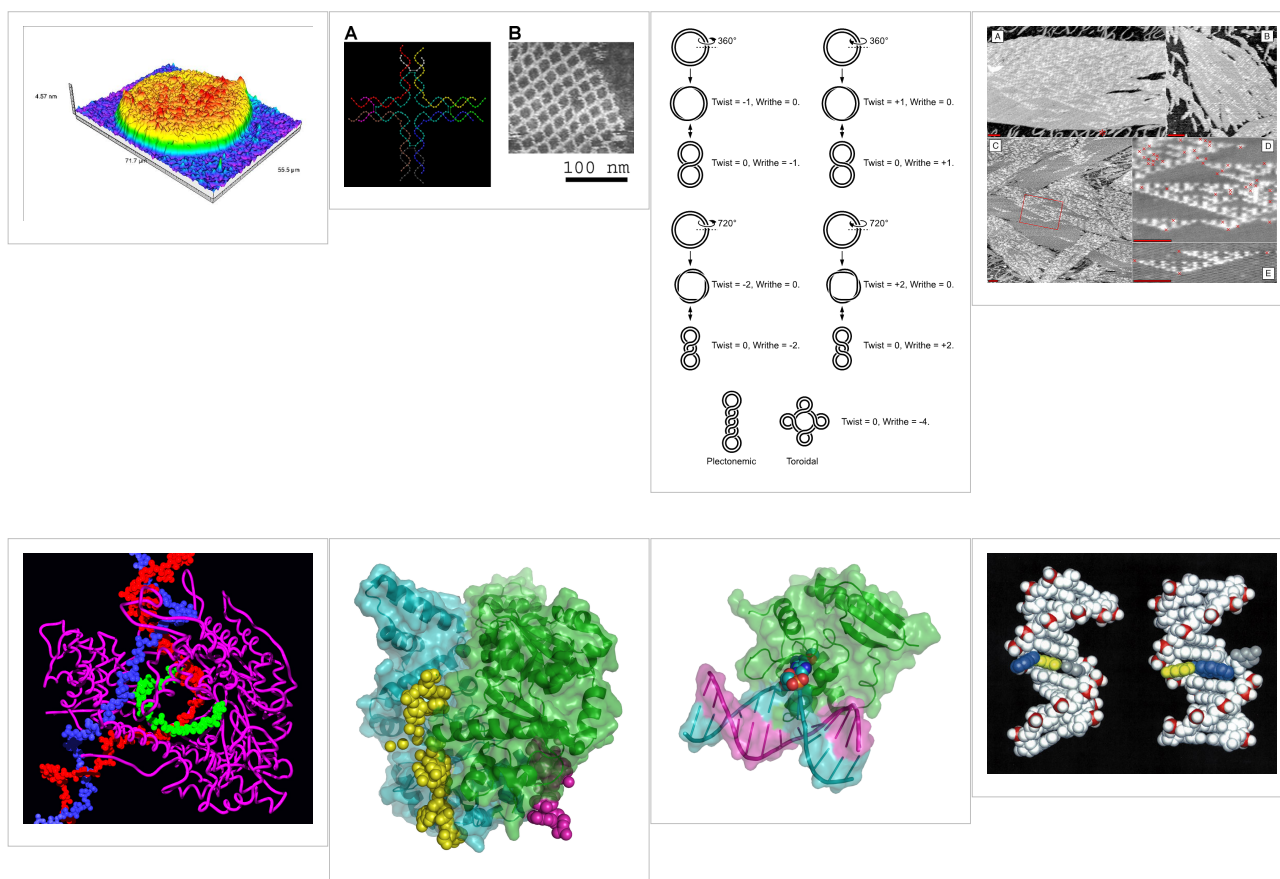 4.57 nm
71.7 µm
55.5 µm
A
B
100 nm
360°
360°
Twist = -1, Writhe = 0.
Twist = +1, Writhe = 0.
Twist = 0, Writhe = -1.
Twist = 0, Writhe = +1.
720°
720°
Twist = -2, Writhe = 0.
Twist = +2, Writhe = 0.
Twist = 0, Writhe = -2.
Twist = 0, Writhe = +2.
Twist = 0, Writhe = -4.
Plectonemic
Toroidal
A
B
C
D
E